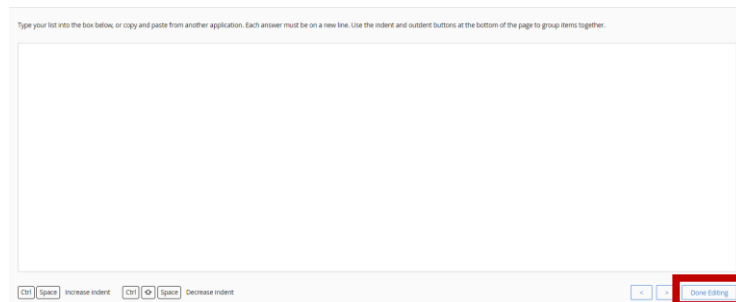 Type your list into the box below, or copy and paste from another application. Each answer must be on a new line. Use the indent and outdent buttons at the bottom of the page to group items together.
Ctrl Space Increase indent Ctrl Space Decrease indent < > Done Editing